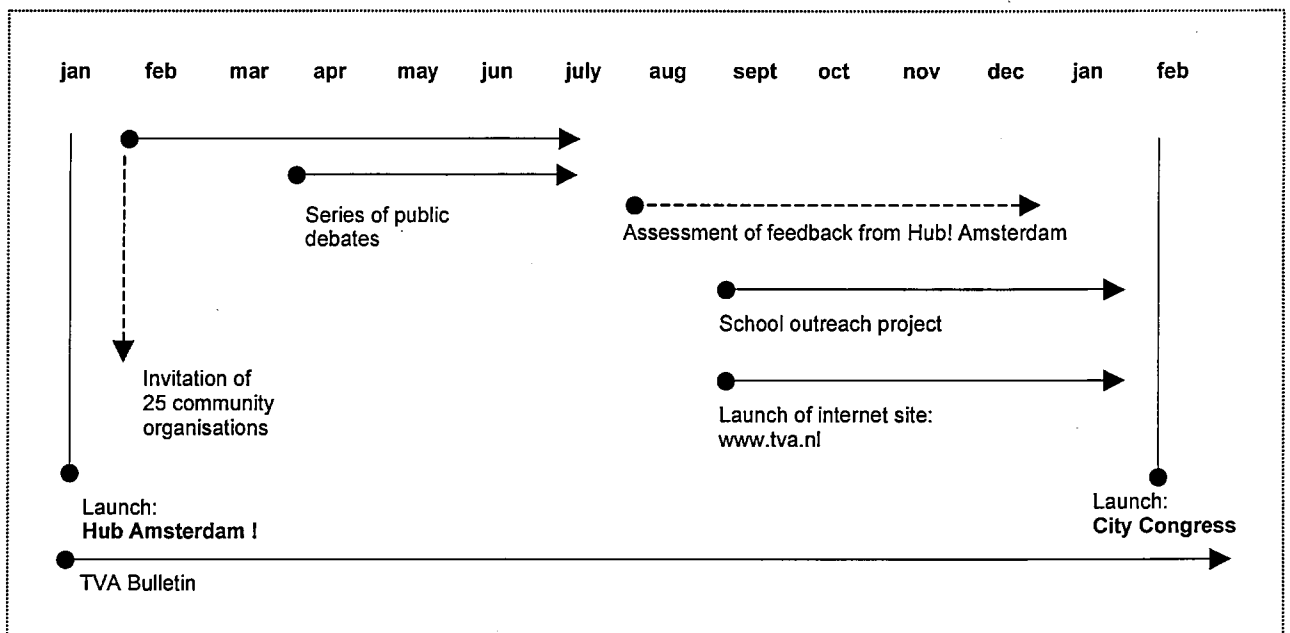 jan feb mar apr may jun july aug sept oct nov dec jan feb
Series of public
debates
Assessment of feedback from Hub! Amsterdam
School outreach project
Invitation of
25 community
organisations
Launch of internet site:
www.tva.nl
Launch:
Hub Amsterdam !
Launch:
City Congress
TVA Bulletin